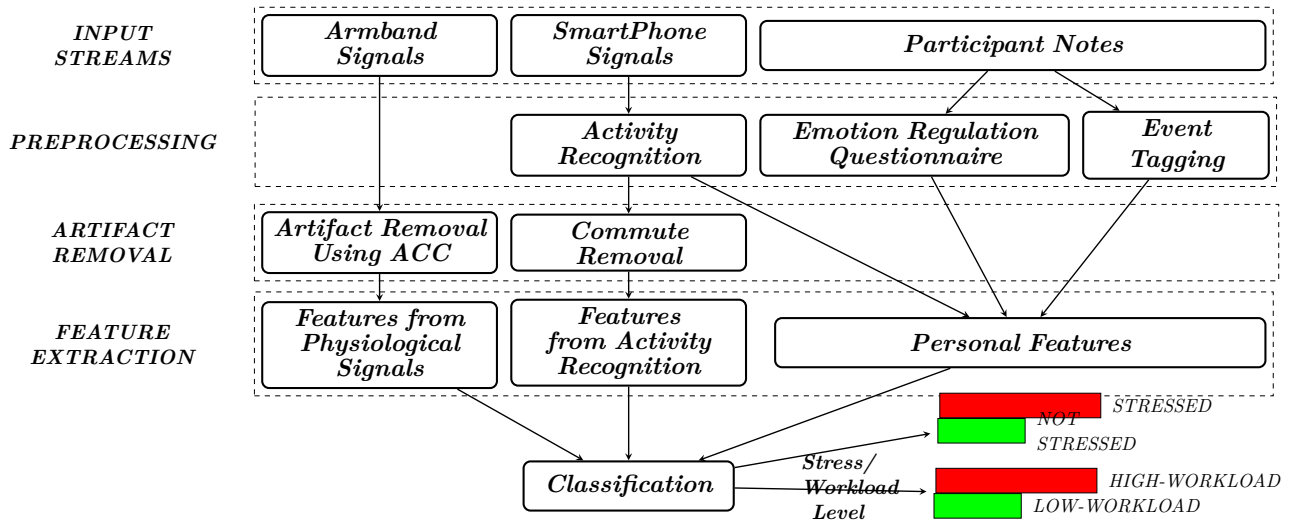 INPUT
STREAMS
Armband
Signals
SmartPhone
Signals
Participant Notes
PREPROCESSING
Activity
Recognition
Emotion Regulation
Questionnaire
Event
Tagging
ARTIFACT
REMOVAL
Artifact Removal
Using ACC
Commute
Removal
FEATURE
EXTRACTION
Features from
Physiological
Signals
Features
from Activity
Recognition
Personal Features
STRESSED
NOT
STRESSED
Classification
Stress/
Workload
Level
HIGH-WORKLOAD
LOW-WORKLOAD